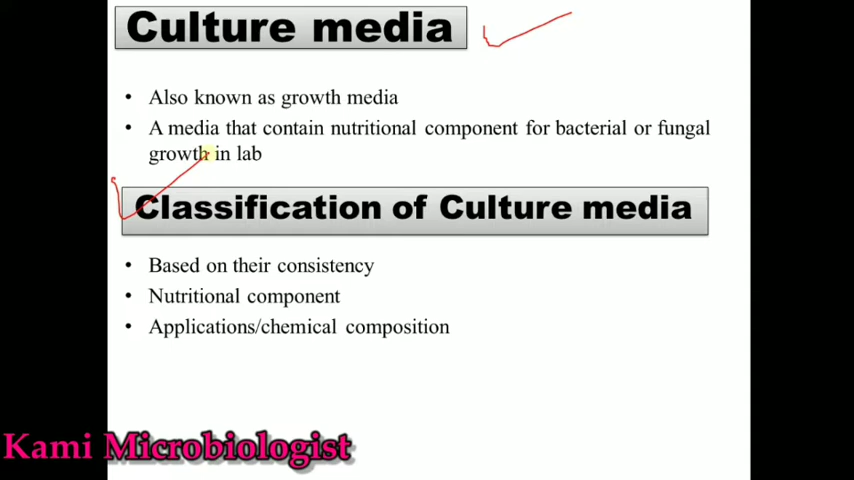 Culture media
• Also known as growth media
• A media that contain nutritional component for bacterial or fungal
growth in lab
Classification of Culture media
• Based on their consistency
• Nutritional component
• Applications/chemical composition
Kami Microbiologist